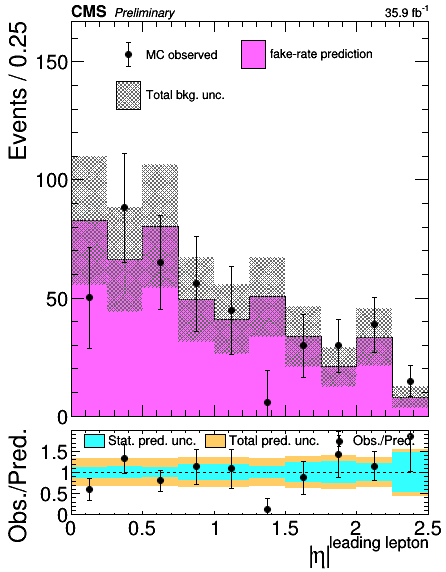 CMS Preliminary 35.9 fb⁻¹
MC observed fake-rate prediction
Total bkg. unc.
Events / 0.25
150
100
50
0
Stat. pred. unc. Total pred. unc. Obs./Pred.
Obs./Pred.
1.5
1
0.5
0
0 0.5 1 1.5 2 2.5
|η|leading lepton